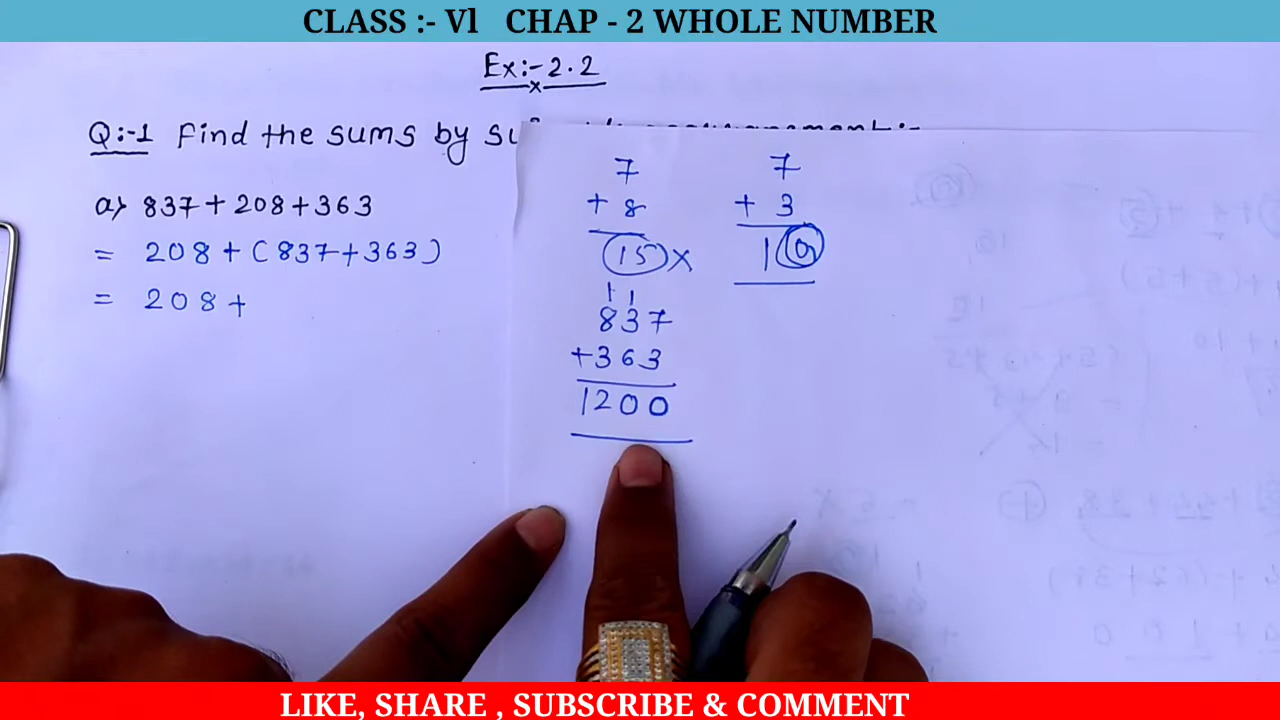 CLASS :- Vl CHAP - 2 WHOLE NUMBER
Ex:- 2.2
x
Q:-1 Find the sums by
a) 837+208+363
= 208 + (837+363)
= 208 +
7
+ 8
15 x
7
+ 3
10
1 1
837
+363
1200
LIKE, SHARE , SUBSCRIBE & COMMENT